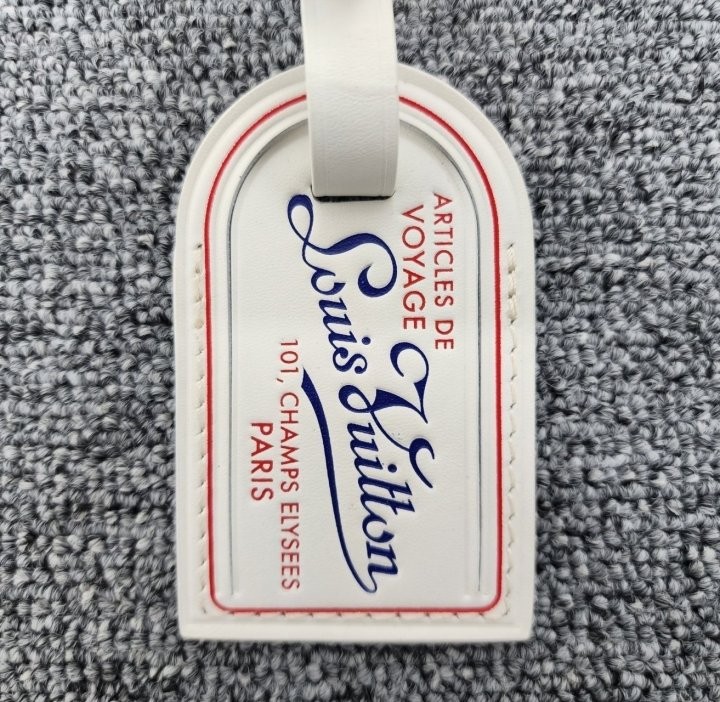 ARTICLES DE
VOYAGE
Louis Vuitton
101, CHAMPS ELYSEES
PARIS